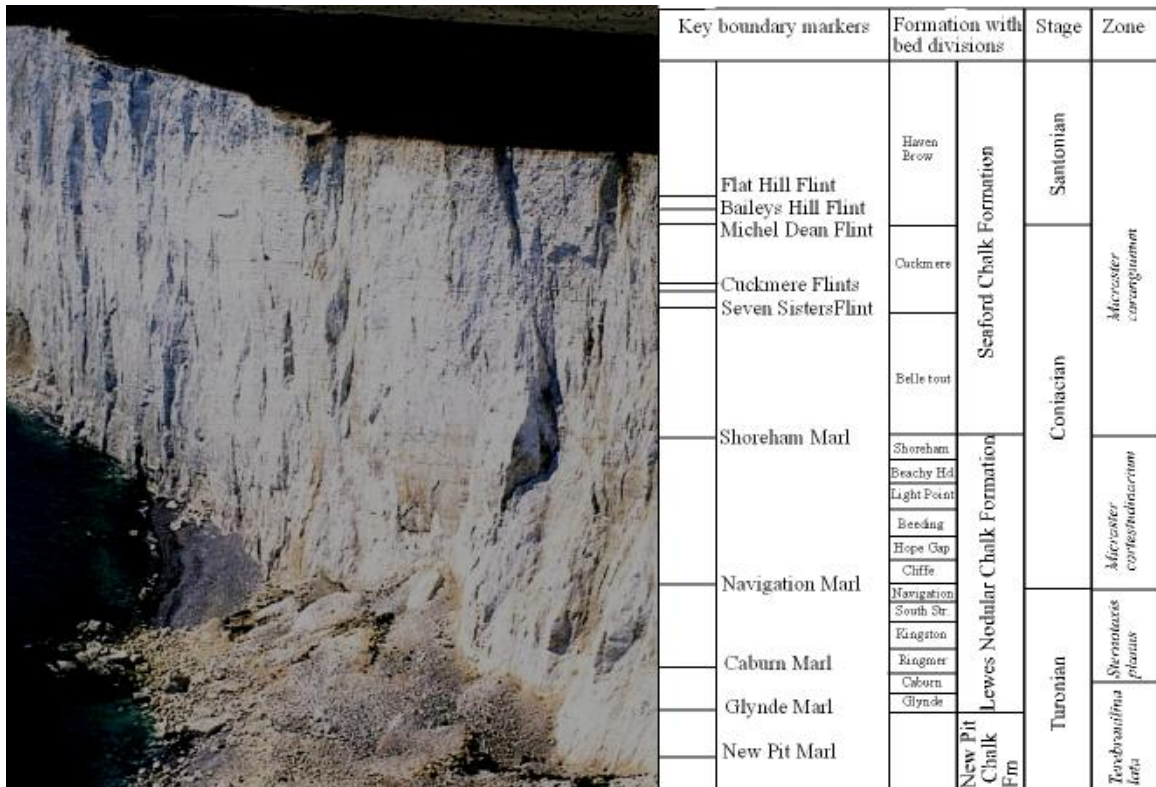 Key boundary markers
Formation with
bed divisions
Stage
Zone
Flat Hill Flint
Baileys Hill Flint
Michel Dean Flint
Cuckmere Flints
Seven SistersFlint
Shoreham Marl
Navigation Marl
Caburn Marl
Glynde Marl
New Pit Marl
Haven
Brow
Cuckmere
Belle tout
Shoreham
Beachy Hd
Light Point
Beeding
Hope Gap
Cliffe
Navigation
South Str.
Kingston
Ringmer
Caburn
Glynde
Seaford Chalk Formation
Lewes Nodular Chalk Formation
New Pit
Chalk
Fm
Santonian
Coniacian
Turonian
Micraster
coranguinum
Micraster
cortestudinarium
Sternotaxis
planus
Terebratulina
lata